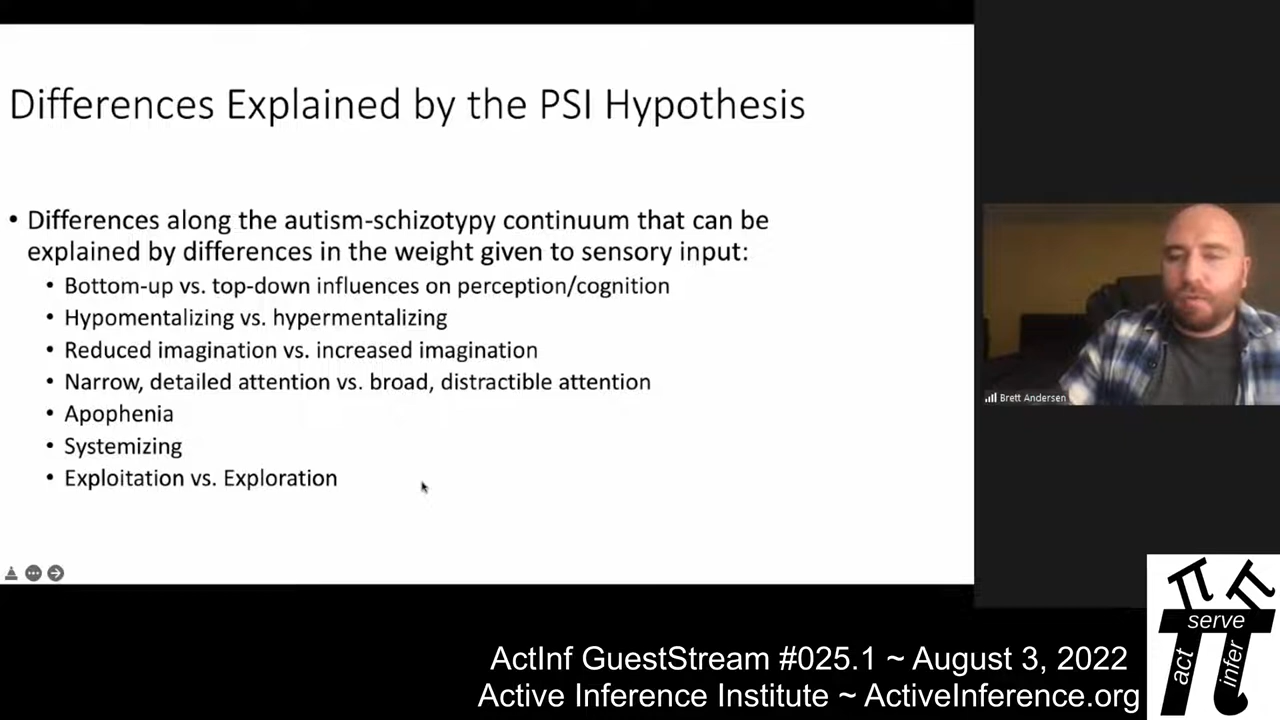 Differences Explained by the PSI Hypothesis
• Differences along the autism-schizotypy continuum that can be
explained by differences in the weight given to sensory input:
• Bottom-up vs. top-down influences on perception/cognition
• Hypomentalizing vs. hypermentalizing
• Reduced imagination vs. increased imagination
• Narrow, detailed attention vs. broad, distractible attention
• Apophenia
• Systemizing
• Exploitation vs. Exploration
Brett Andersen
π π
serve
act
infer
ActInf GuestStream #025.1 ~ August 3, 2022
Active Inference Institute ~ ActiveInference.org